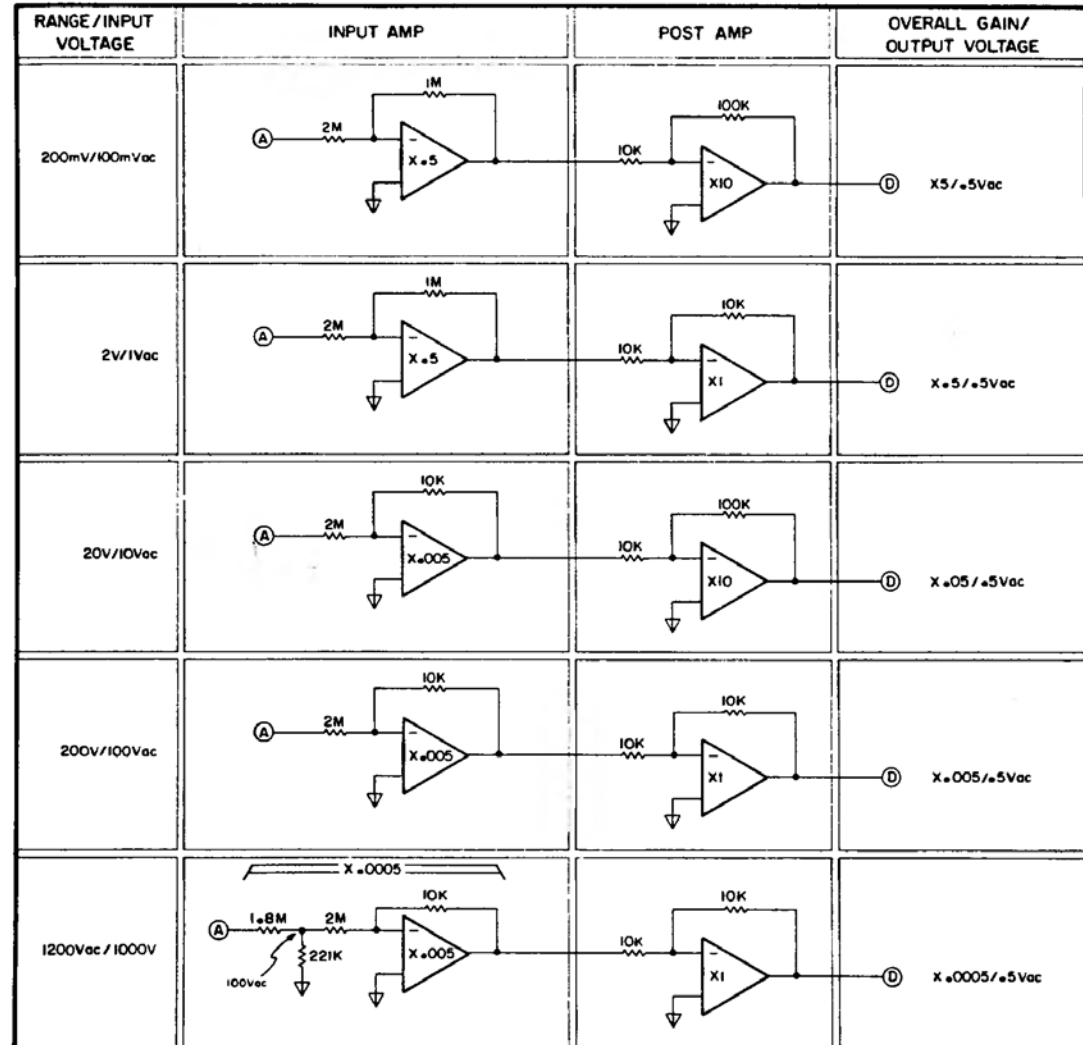 RANGE/INPUT VOLTAGE
INPUT AMP
POST AMP
OVERALL GAIN/
OUTPUT VOLTAGE
200mV/100mVac
A
2M
1M
-
X.5
10K
100K
-
X10
D
X5/.5Vac
2V/1Vac
A
2M
1M
-
X.5
10K
10K
-
X1
D
X.5/.5Vac
20V/10Vac
A
2M
10K
-
X.005
10K
100K
-
X10
D
X.05/.5Vac
200V/100Vac
A
2M
10K
-
X.005
10K
10K
-
X1
D
X.005/.5Vac
1200Vac/1000V
X.0005
A
1.8M
2M
10K
221K
100Vac
-
X.005
10K
10K
-
X1
D
X.0005/.5Vac